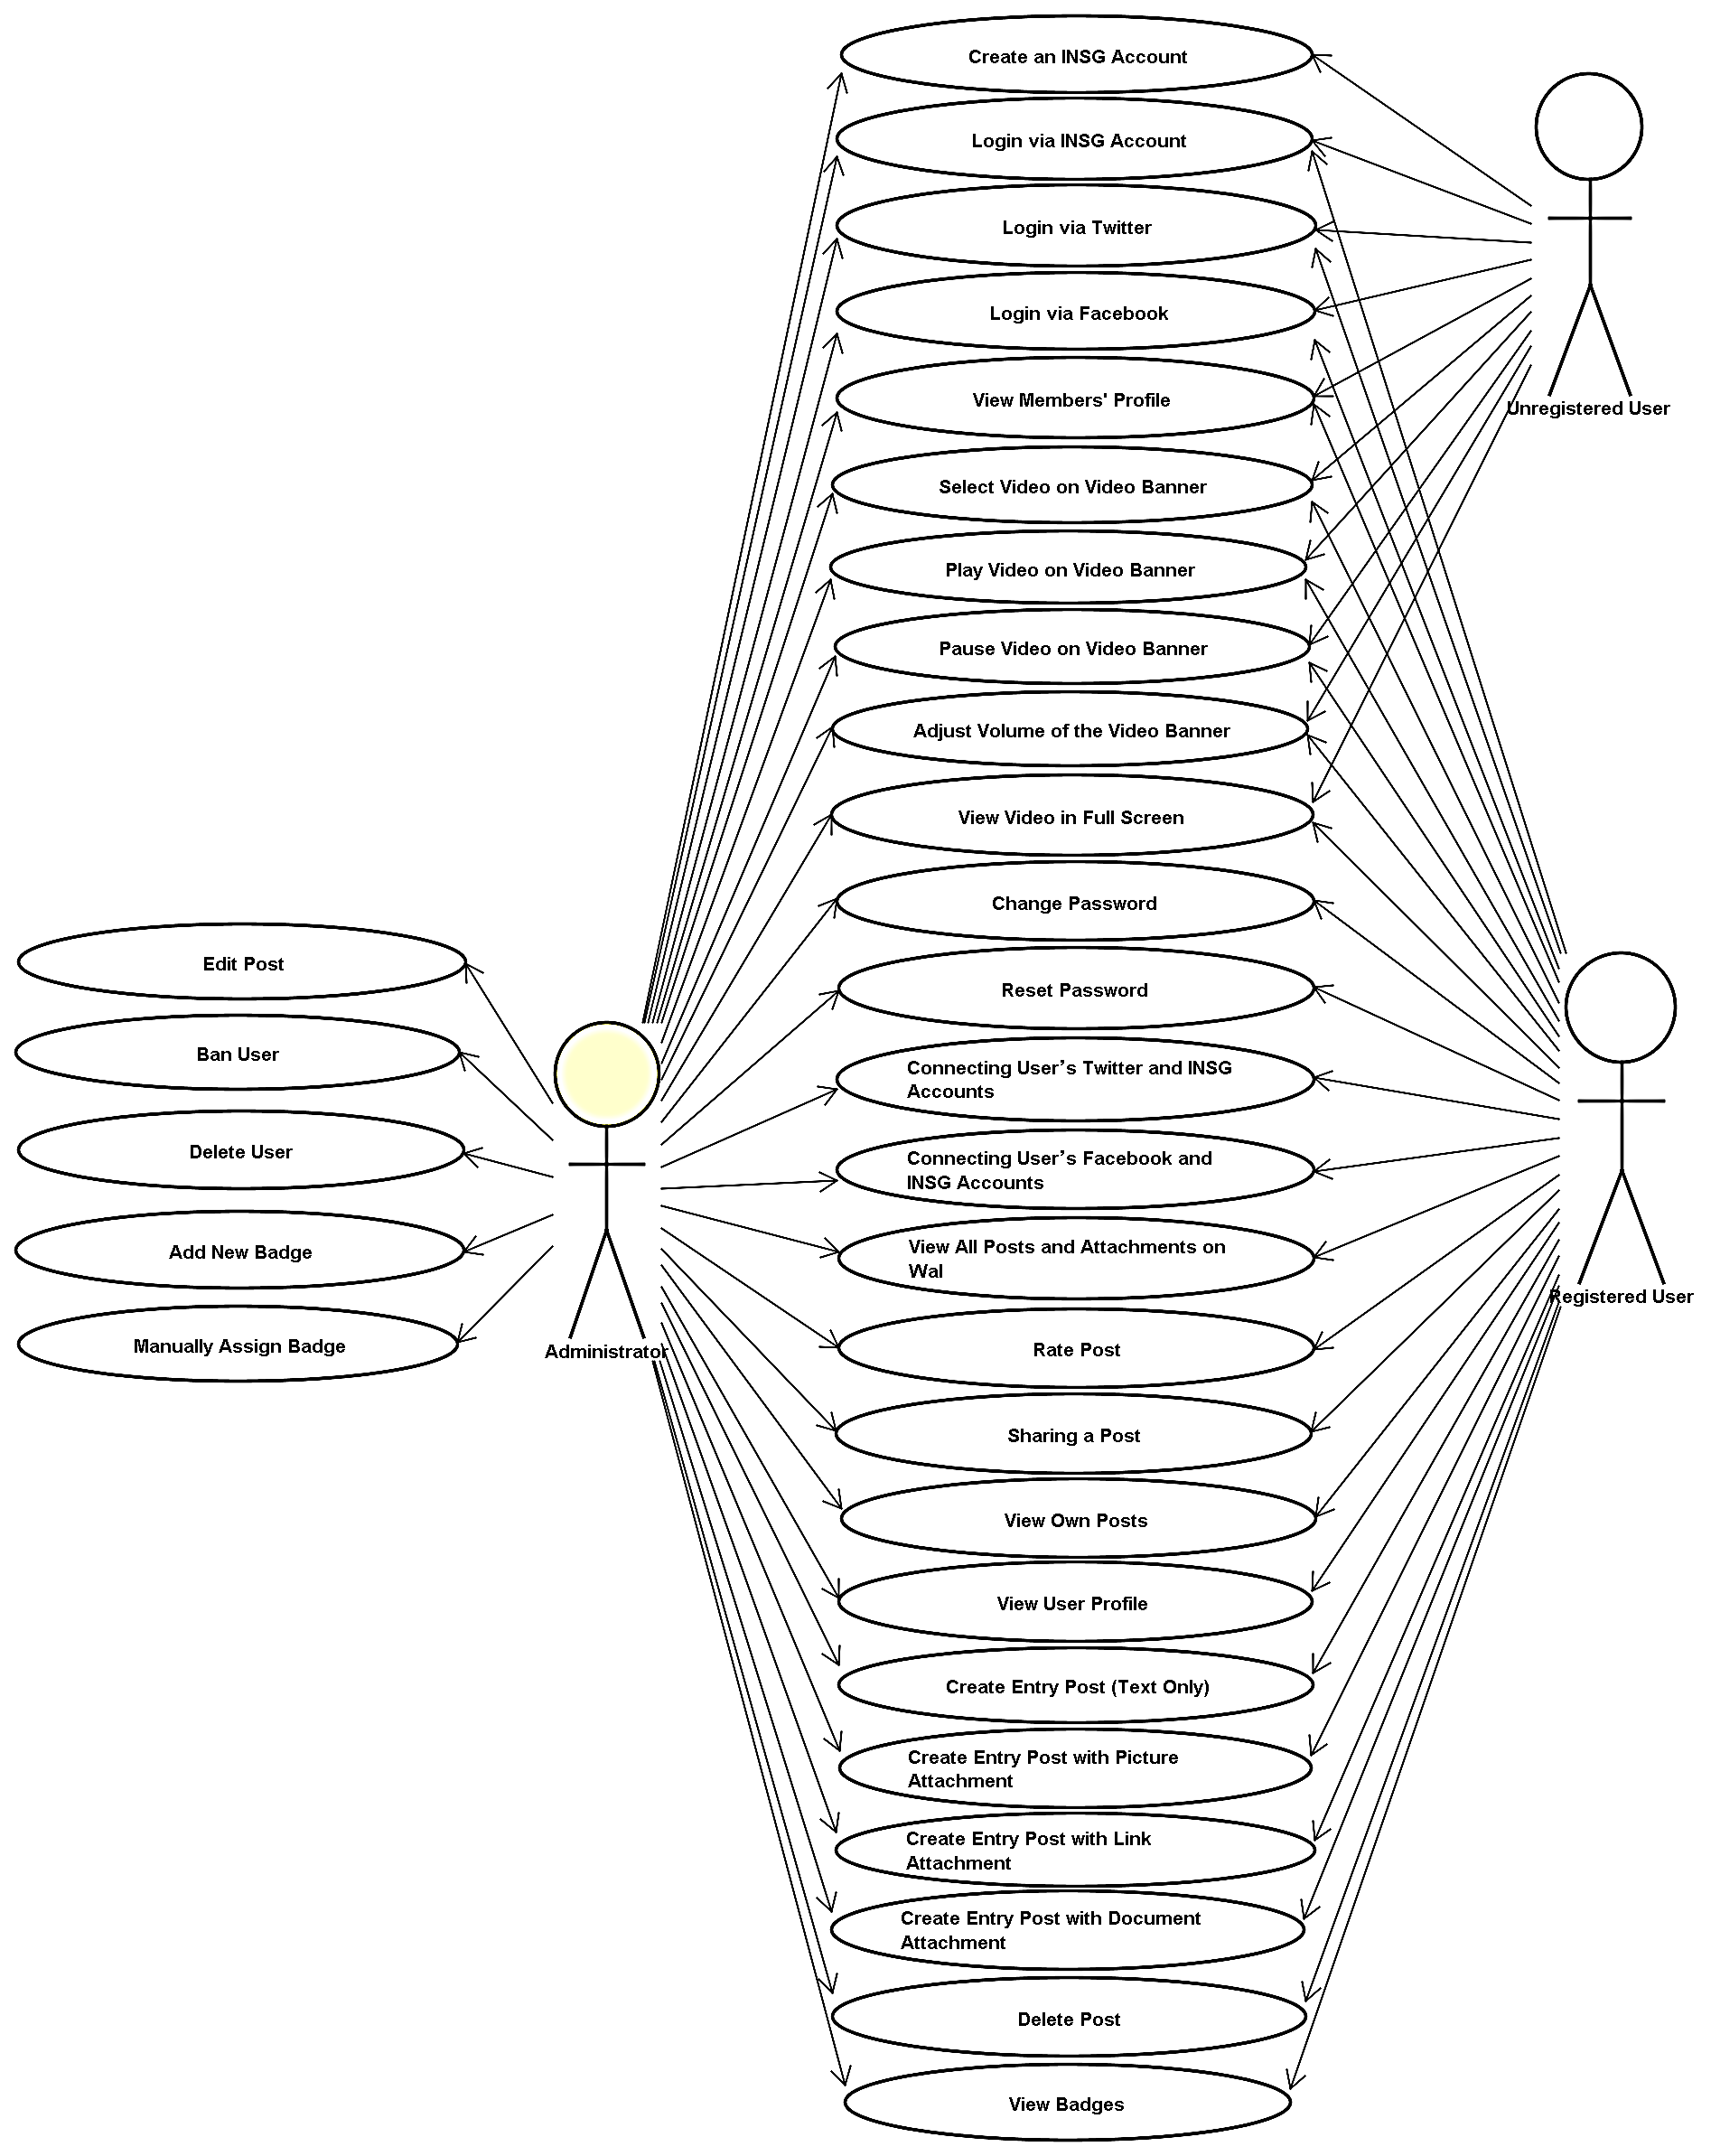 Create an INSG Account
Login via INSG Account
Login via Twitter
Login via Facebook
View Members' Profile
Unregistered User
Select Video on Video Banner
Play Video on Video Banner
Pause Video on Video Banner
Adjust Volume of the Video Banner
View Video in Full Screen
Change Password
Edit Post
Reset Password
Ban User
Connecting User's Twitter and INSG
Accounts
Delete User
Connecting User's Facebook and
INSG Accounts
Add New Badge
View All Posts and Attachments on
Wal
Registered User
Manually Assign Badge
Administrator
Rate Post
Sharing a Post
View Own Posts
View User Profile
Create Entry Post (Text Only)
Create Entry Post with Picture
Attachment
Create Entry Post with Link
Attachment
Create Entry Post with Document
Attachment
Delete Post
View Badges